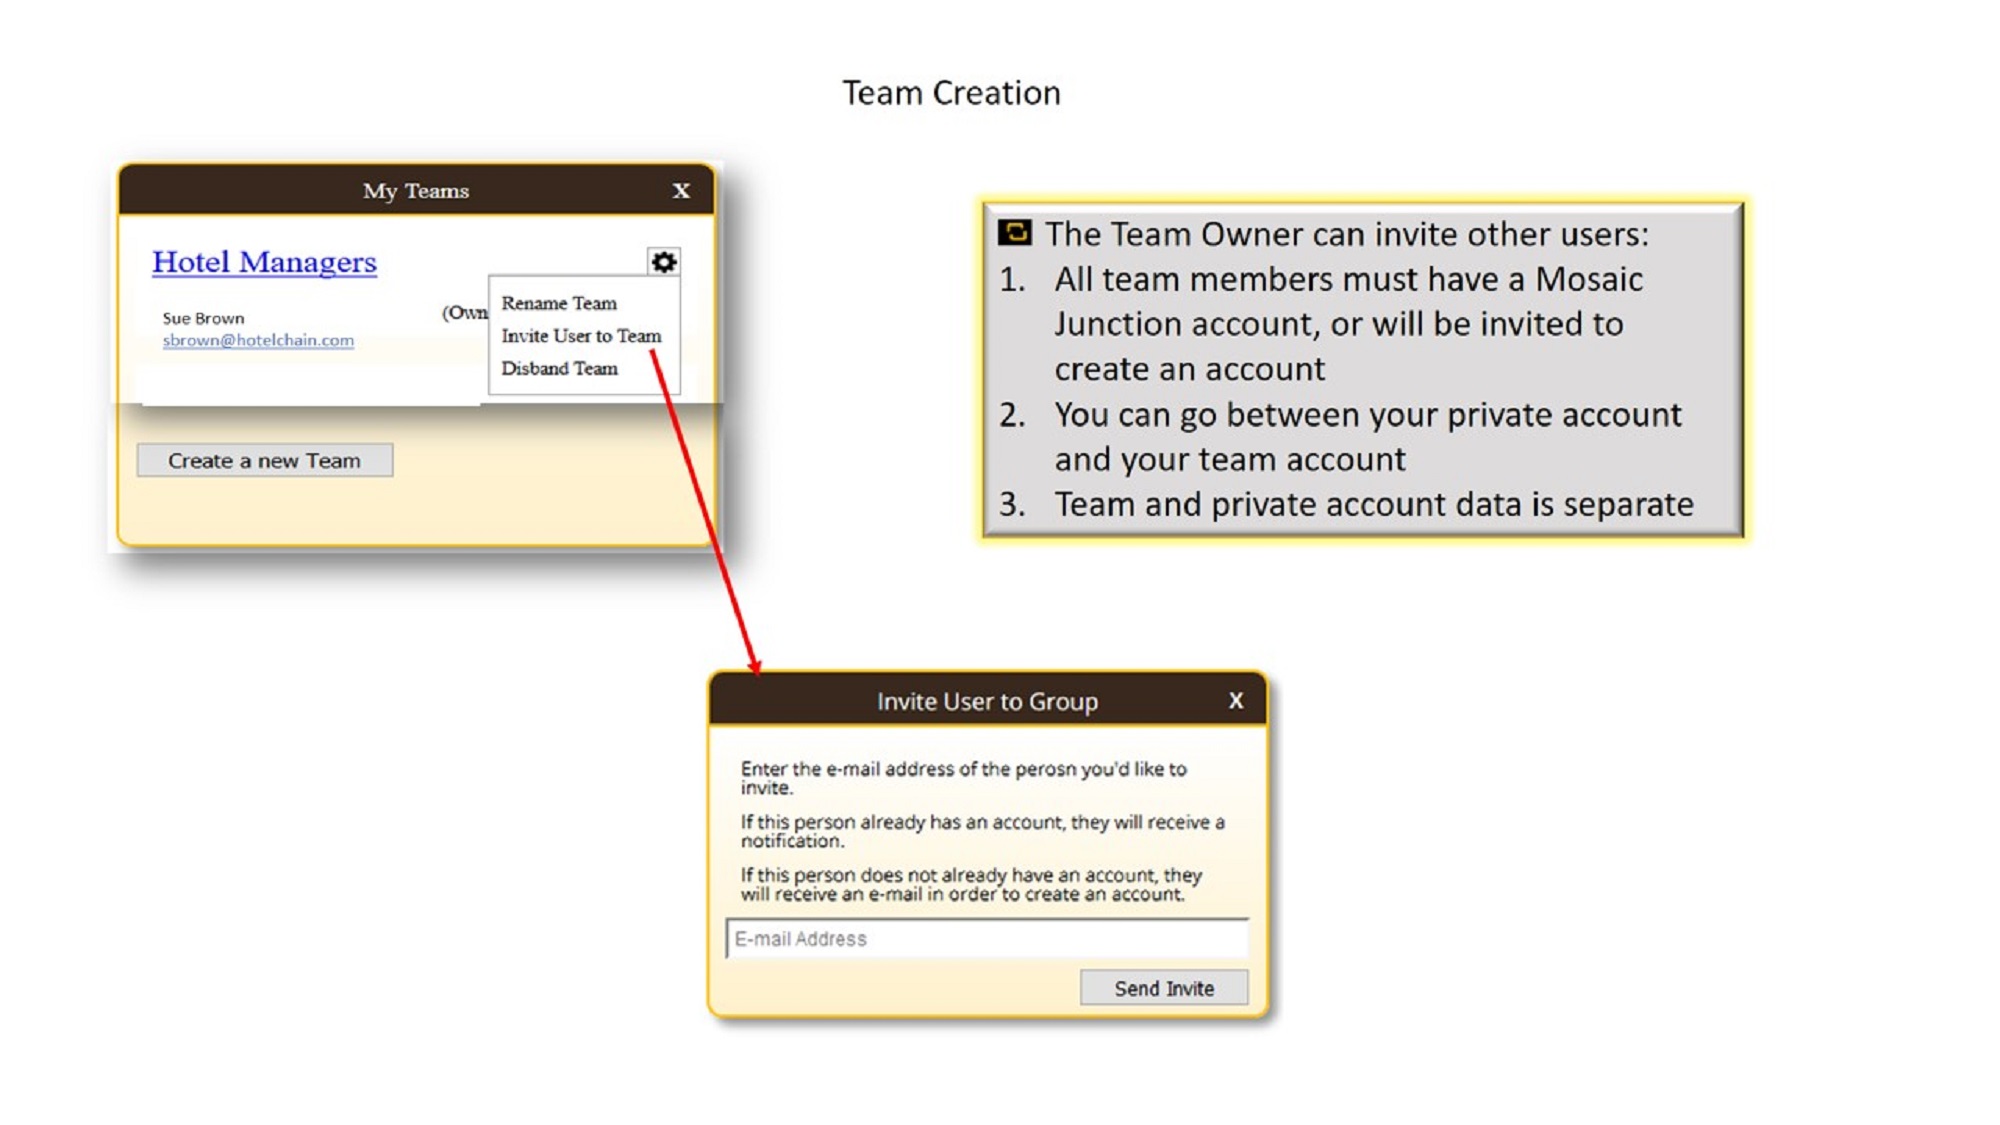 Team Creation
My Teams X
Hotel Managers
Sue Brown
sbrown@hotelchain.com
(Own
Rename Team
Invite User to Team
Disband Team
Create a new Team
The Team Owner can invite other users:
1. All team members must have a Mosaic
Junction account, or will be invited to
create an account
2. You can go between your private account
and your team account
3. Team and private account data is separate
Invite User to Group X
Enter the e-mail address of the perosn you'd like to
invite.
If this person already has an account, they will receive a
notification.
If this person does not already have an account, they
will receive an e-mail in order to create an account.
E-mail Address
Send Invite